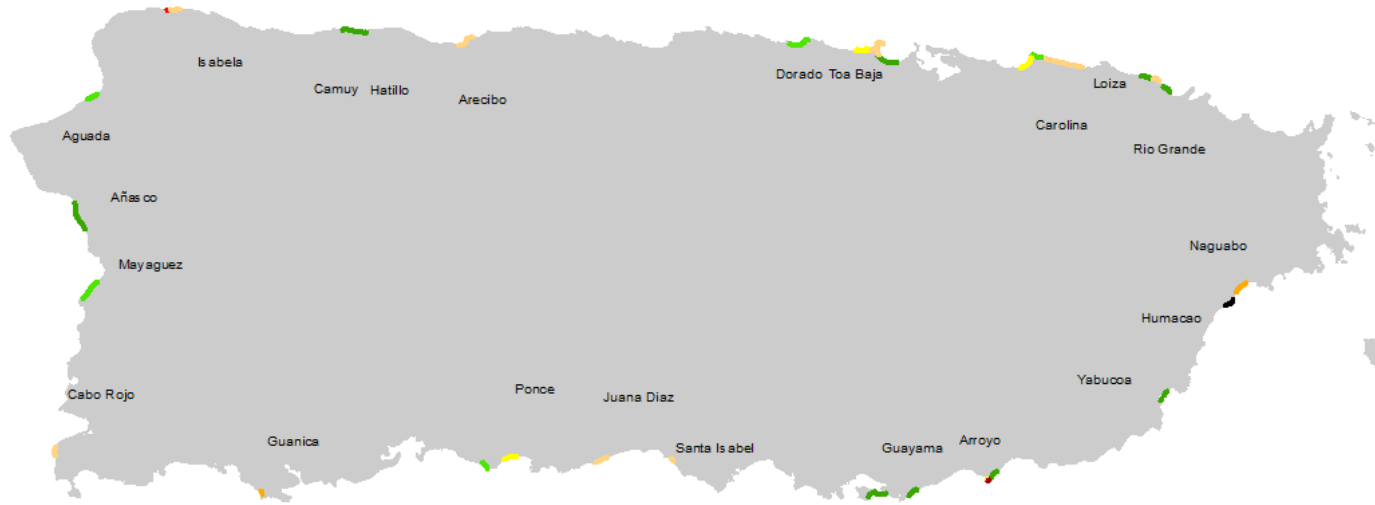 Isabela
Camuy Hatillo
Arecibo
Dorado Toa Baja
Loiza
Carolina
Rio Grande
Aguada
Añasco
Mayaguez
Naguabo
Humacao
Yabucoa
Cabo Rojo
Ponce
Juana Diaz
Guanica
Santa Isabel
Guayama
Arroyo